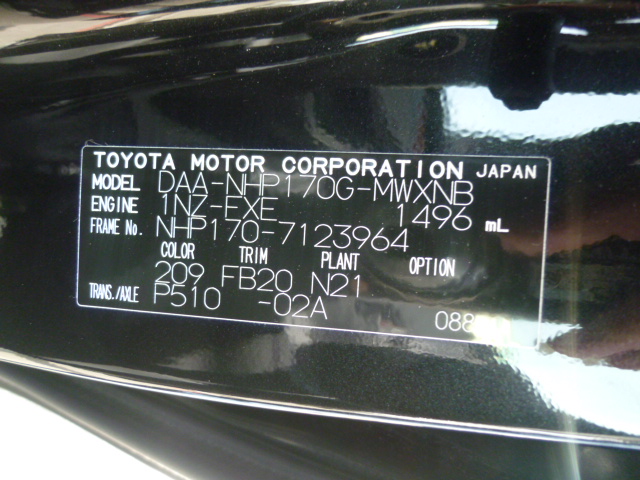 TOYOTA MOTOR CORPORATION JAPAN
MODEL DAA-NHP170G-MWXNB
ENGINE 1NZ-FXE 1496 mL
FRAME No. NHP170-7123964
COLOR TRIM PLANT OPTION
209 FB20 N21
TRANS./AXLE P510 -02A